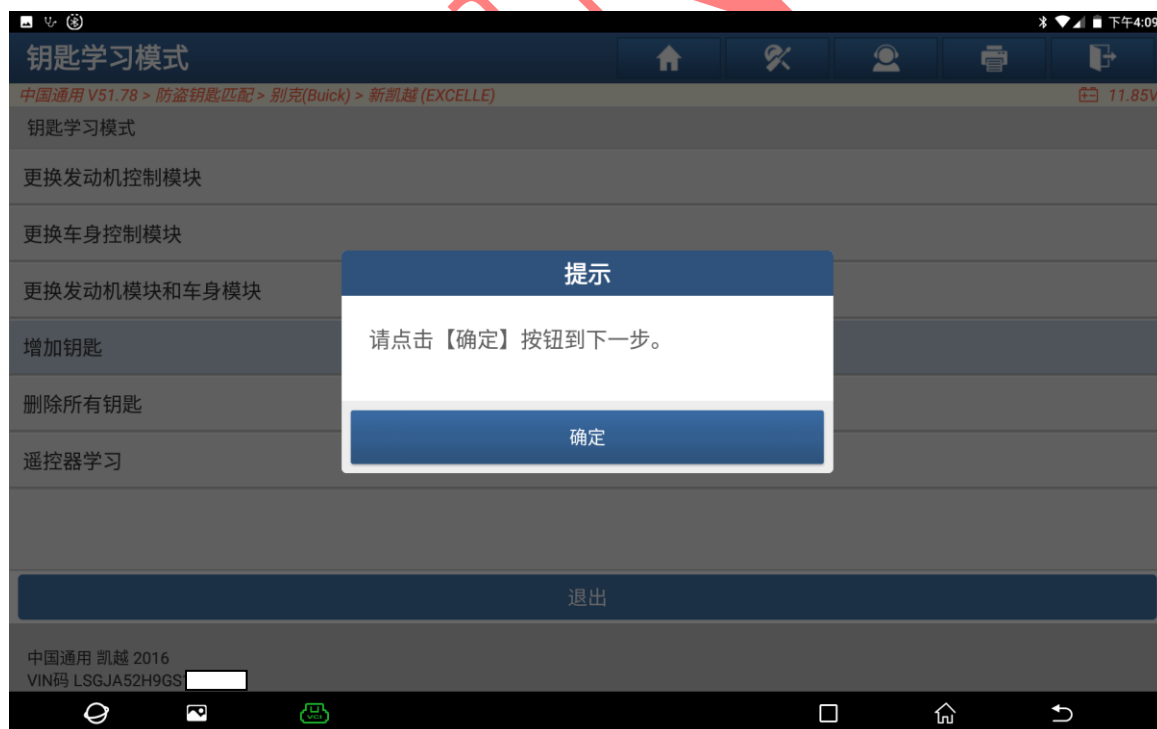 下午4:09
钥匙学习模式
中国通用 V51.78 > 防盗钥匙匹配 > 别克(Buick) > 新凯越 (EXCELLE)
11.85V
钥匙学习模式
更换发动机控制模块
更换车身控制模块
更换发动机模块和车身模块
增加钥匙
删除所有钥匙
遥控器学习
提示
请点击【确定】按钮到下一步。
确定
退出
中国通用 凯越 2016
VIN码 LSGJA52H9GS
VCI